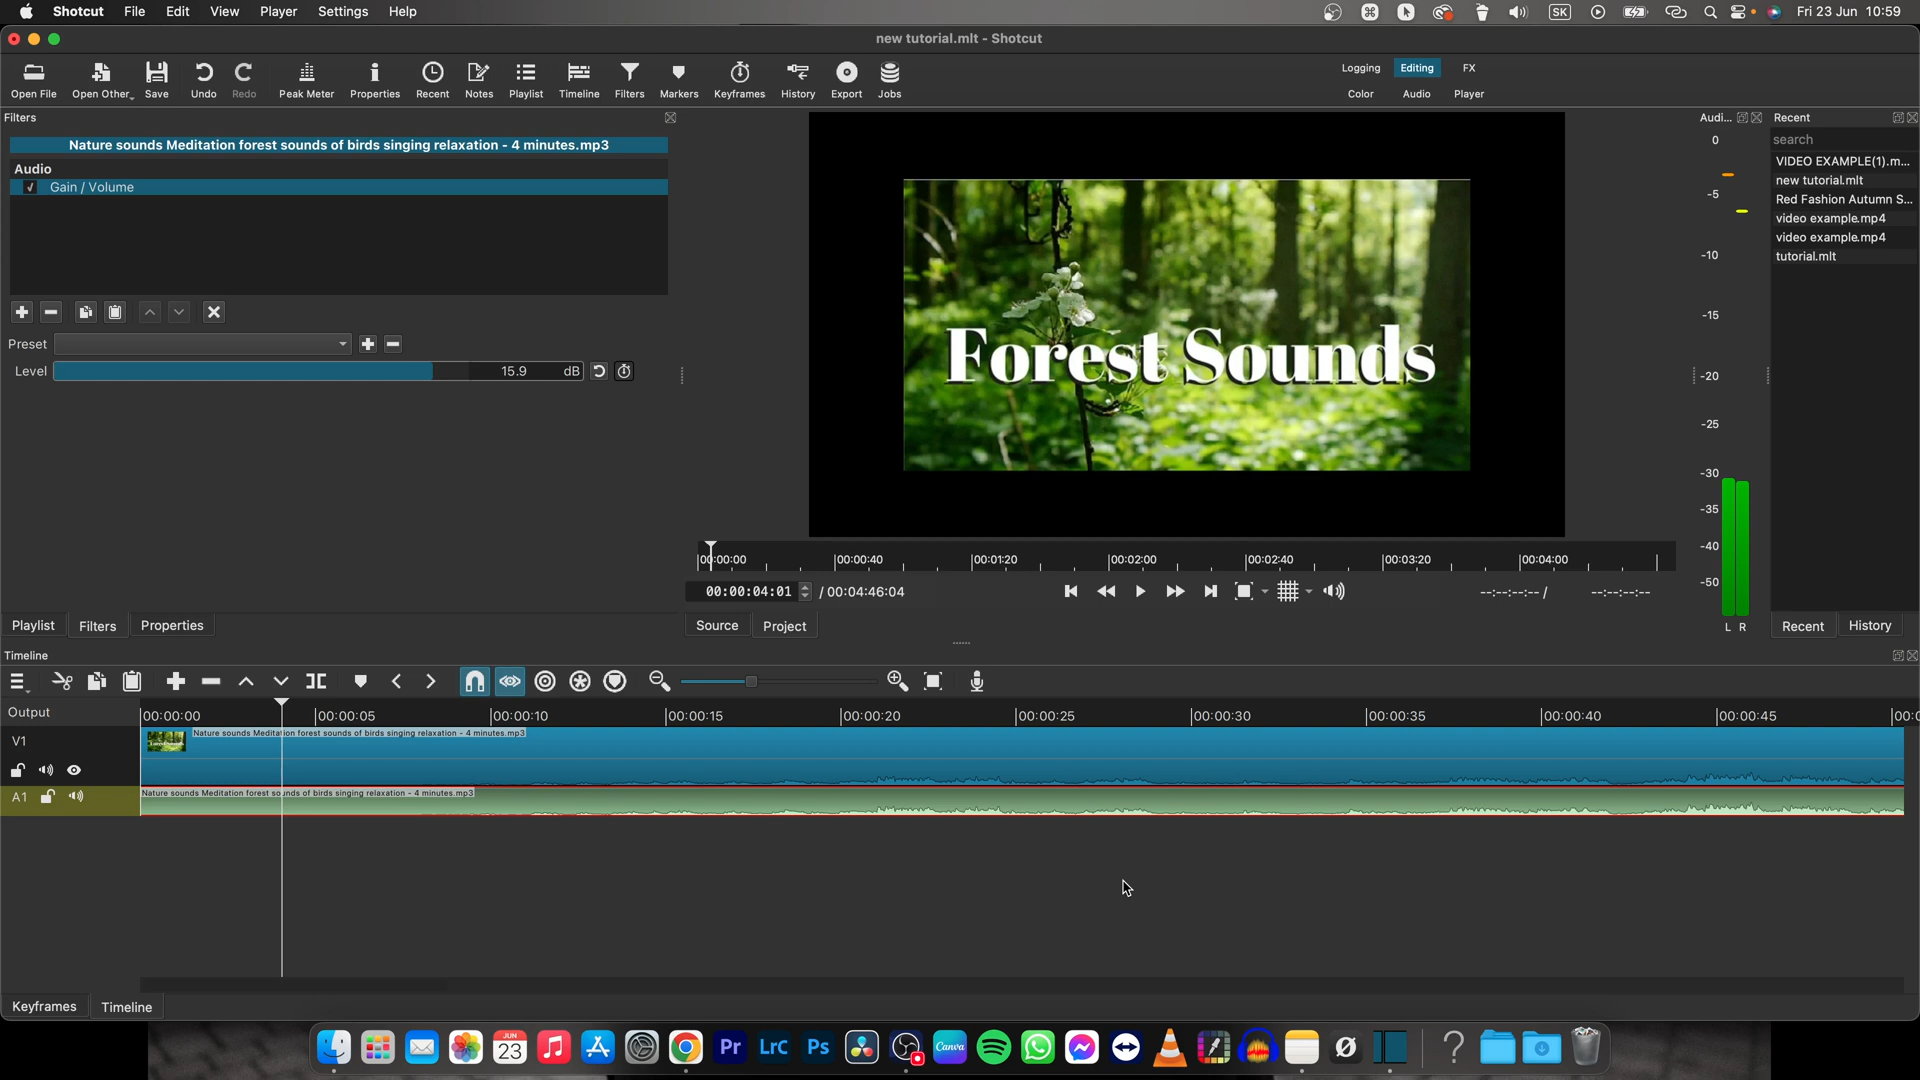 Shotcut File Edit View Player Settings Help
SK Fri 23 Jun 10:59
new tutorial.mlt - Shotcut
Open File Open Other.. Save Undo Redo Peak Meter Properties Recent Notes Playlist Timeline Filters Markers Keyframes History Export Jobs
Logging Editing FX
Color Audio Player
Filters
Nature sounds Meditation forest sounds of birds singing relaxation - 4 minutes.mp3
Audio
Gain / Volume
Preset
Level 15.9 dB
Forest Sounds
00:00:00 00:00:40 00:01:20 00:02:00 00:02:40 00:03:20 00:04:00
00:00:04:01 / 00:04:46:04
--:--:--:-- / --:--:--:--
Source Project
Audi...
0
-5
-10
-15
-20
-25
-30
-35
-40
-50
L R
Recent
search
VIDEO EXAMPLE(1).m...
new tutorial.mlt
Red Fashion Autumn S...
video example.mp4
video example.mp4
tutorial.mlt
Recent History
Playlist Filters Properties
Timeline
Output
00:00:00 00:00:05 00:00:10 00:00:15 00:00:20 00:00:25 00:00:30 00:00:35 00:00:40 00:00:45
V1
Nature sounds Meditation forest sounds of birds singing relaxation - 4 minutes.mp3
A1
Nature sounds Meditation forest sounds of birds singing relaxation - 4 minutes.mp3
Keyframes Timeline
JUN
23
Pr LrC Ps Canva